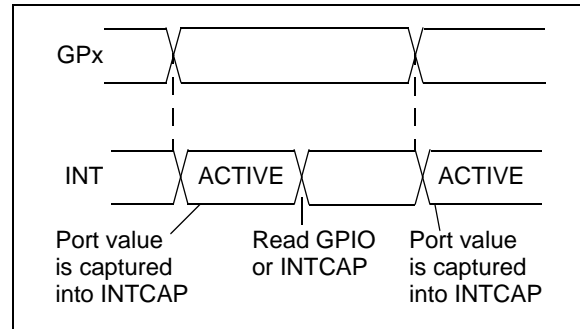 GPx
INT
ACTIVE
ACTIVE
Port value
is captured
into INTCAP
Read GPIO
or INTCAP
Port value
is captured
into INTCAP